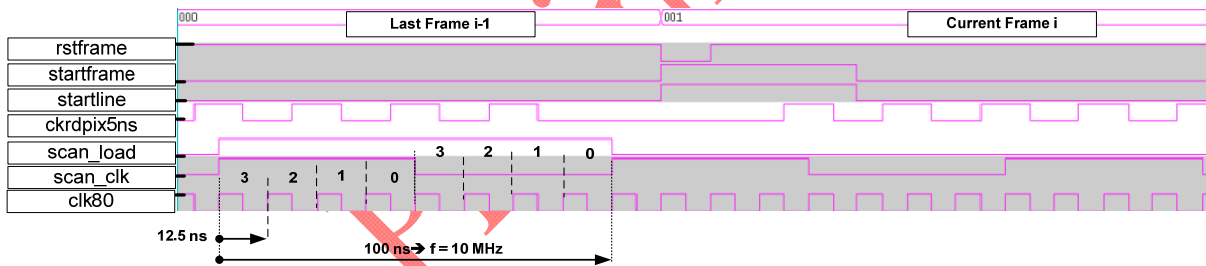 000
Last Frame i-1
001
Current Frame i
rstframe
startframe
startline
ckrdpix5ns
scan_load
3 2 1 0
scan_clk
3 2 1 0
clk80
12.5 ns
100 ns➔ f = 10 MHz